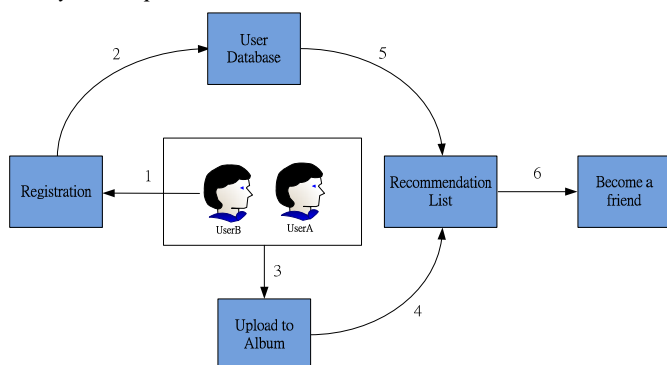 User
Database
2
5
1
Registration
UserB
UserA
Recommendation
List
6
Become a
friend
3
4
Upload to
Album